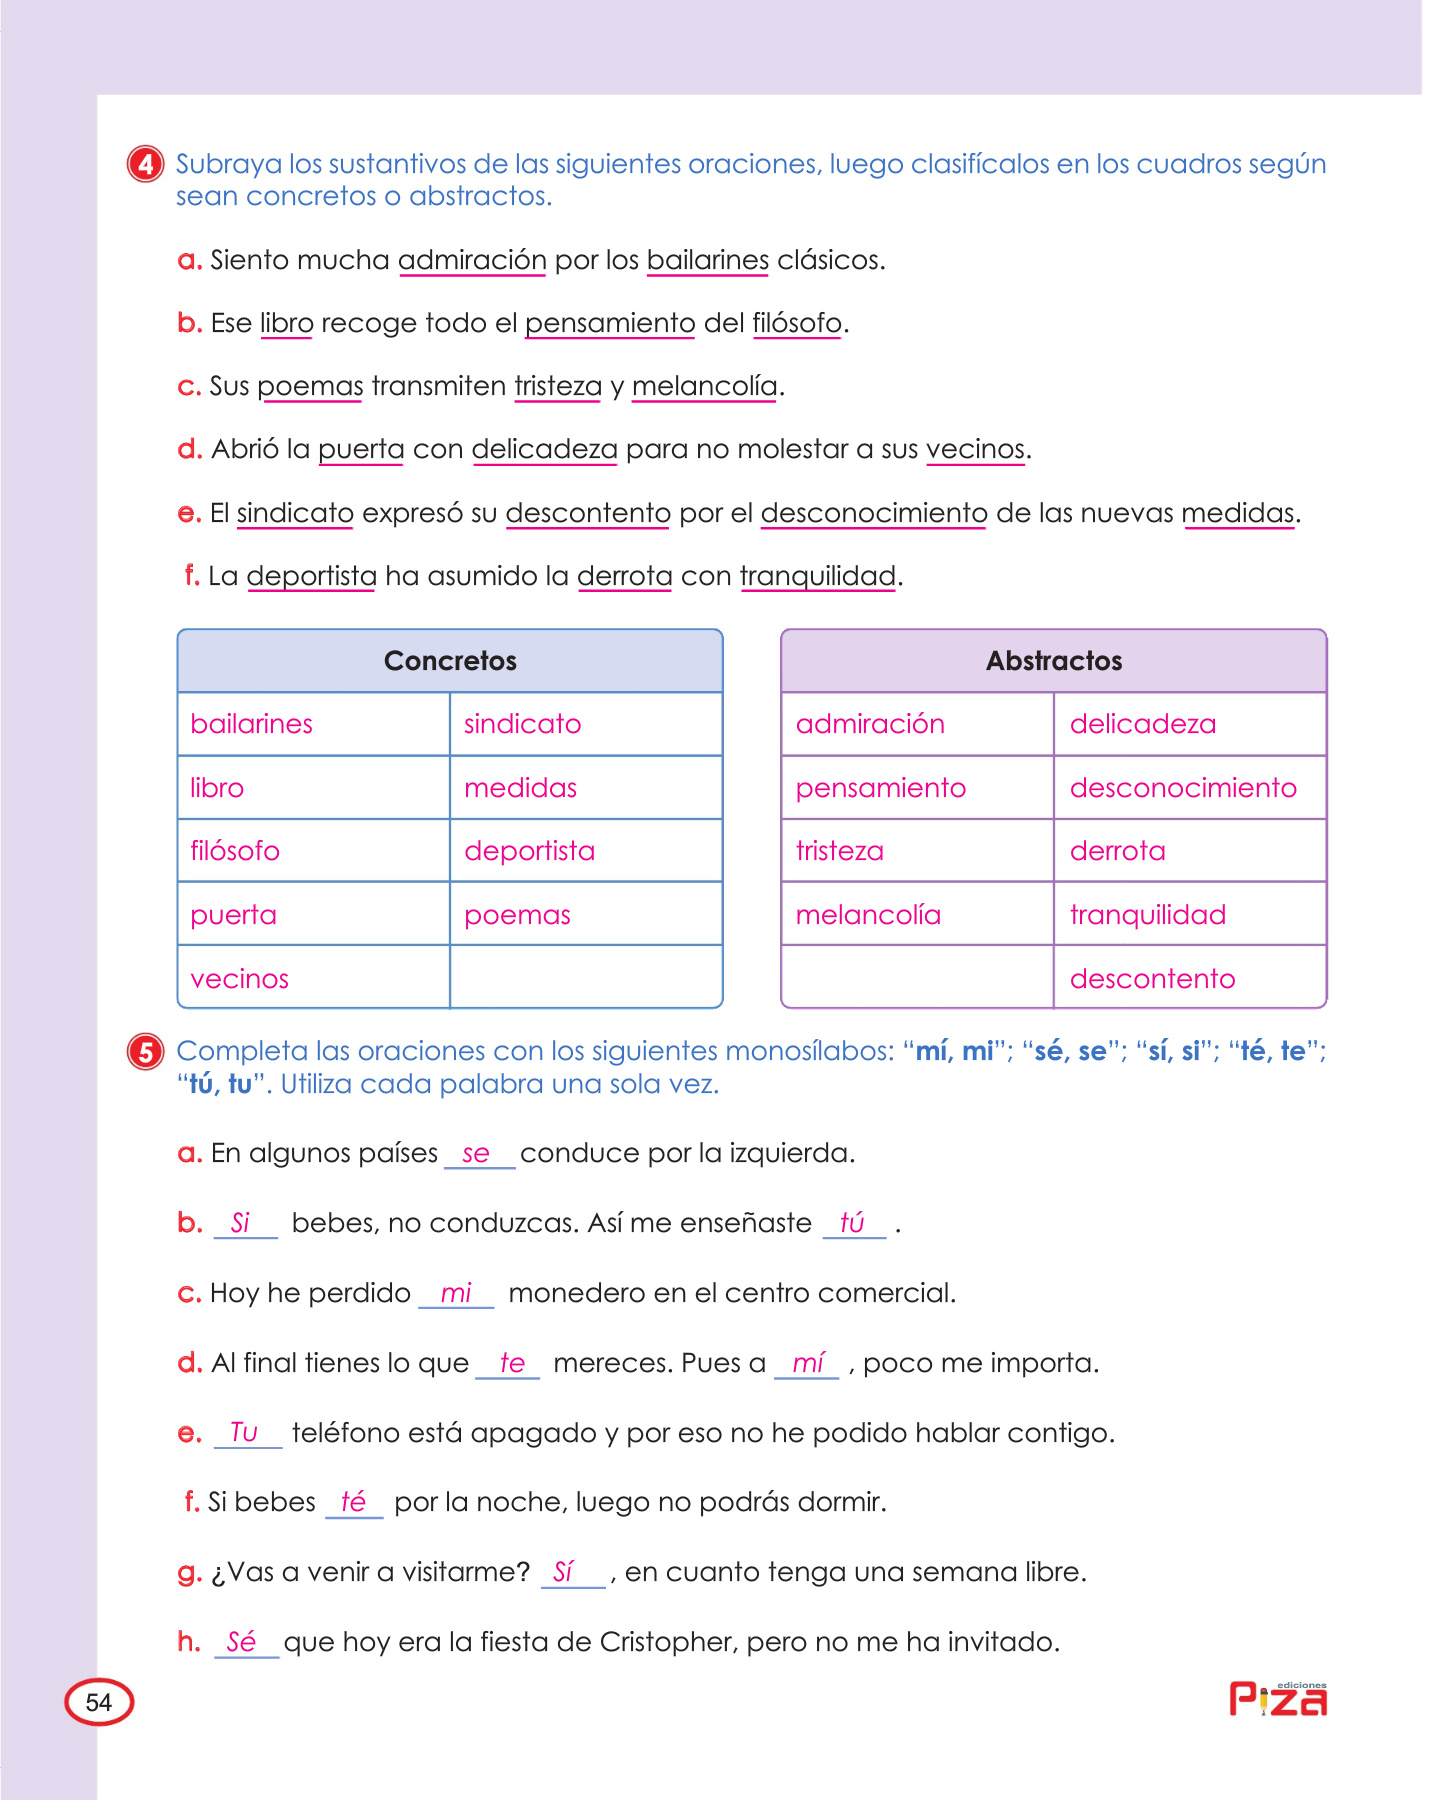 4 Subraya los sustantivos de las siguientes oraciones, luego clasifícalos en los cuadros según
sean concretos o abstractos.
a. Siento mucha admiración por los bailarines clásicos.
b. Ese libro recoge todo el pensamiento del filósofo.
c. Sus poemas transmiten tristeza y melancolía.
d. Abrió la puerta con delicadeza para no molestar a sus vecinos.
e. El sindicato expresó su descontento por el desconocimiento de las nuevas medidas.
f. La deportista ha asumido la derrota con tranquilidad.
Concretos
bailarines sindicato
libro medidas
filósofo deportista
puerta poemas
vecinos
Abstractos
admiración delicadeza
pensamiento desconocimiento
tristeza derrota
melancolía tranquilidad
descontento
5 Completa las oraciones con los siguientes monosílabos: “mí, mi”; “sé, se”; “sí, si”; “té, te”;
“tú, tu”. Utiliza cada palabra una sola vez.
a. En algunos países se conduce por la izquierda.
b. Si bebes, no conduzcas. Así me enseñaste tú .
c. Hoy he perdido mi monedero en el centro comercial.
d. Al final tienes lo que te mereces. Pues a mí , poco me importa.
e. Tu teléfono está apagado y por eso no he podido hablar contigo.
f. Si bebes té por la noche, luego no podrás dormir.
g. ¿Vas a venir a visitarme? Sí , en cuanto tenga una semana libre.
h. Sé que hoy era la fiesta de Cristopher, pero no me ha invitado.
54
ediciones
Piza